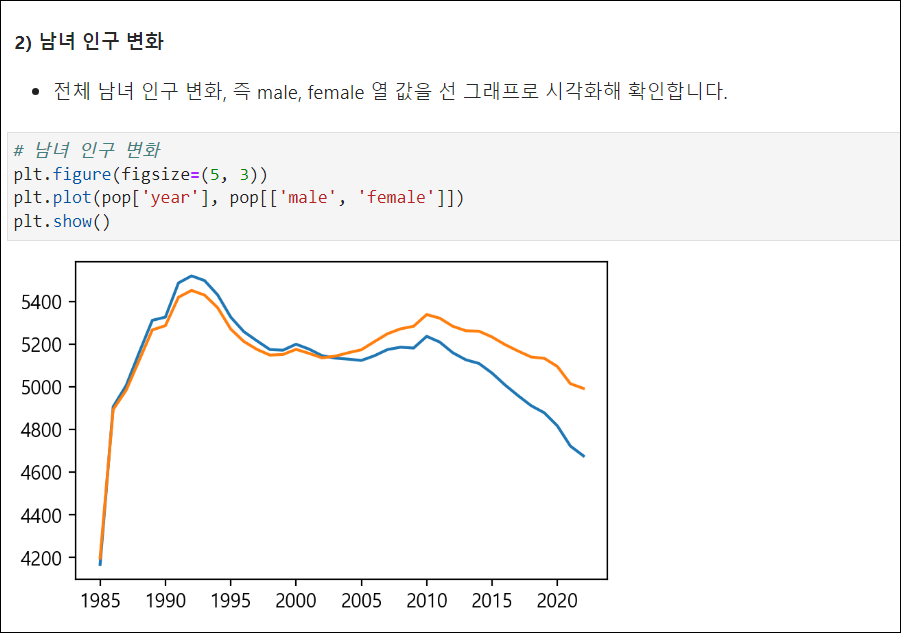 2) 남녀 인구 변화
• 전체 남녀 인구 변화, 즉 male, female 열 값을 선 그래프로 시각화해 확인합니다.
# 남녀 인구 변화
plt.figure(figsize=(5, 3))
plt.plot(pop['year'], pop[['male', 'female']])
plt.show()
5400
5200
5000
4800
4600
4400
4200
1985 1990 1995 2000 2005 2010 2015 2020